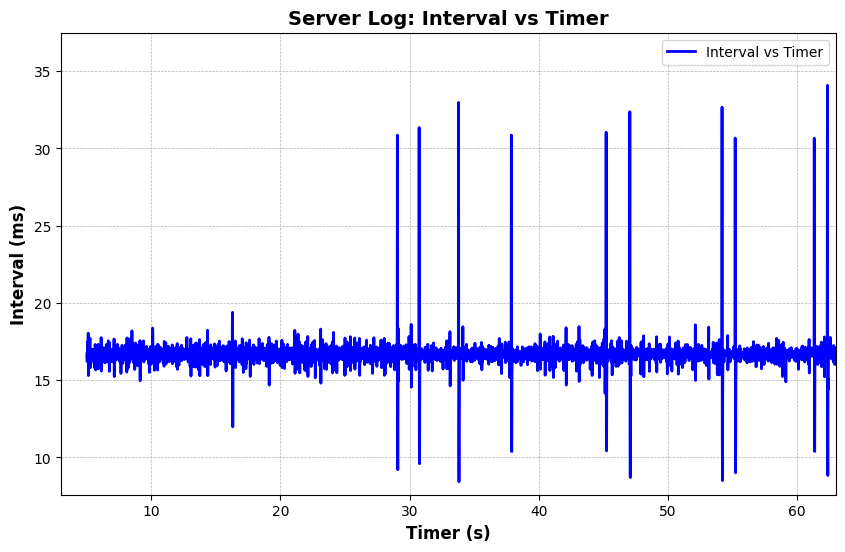 Server Log: Interval vs Timer
Interval vs Timer
Interval (ms)
35
30
25
20
15
10
10 20 30 40 50 60
Timer (s)